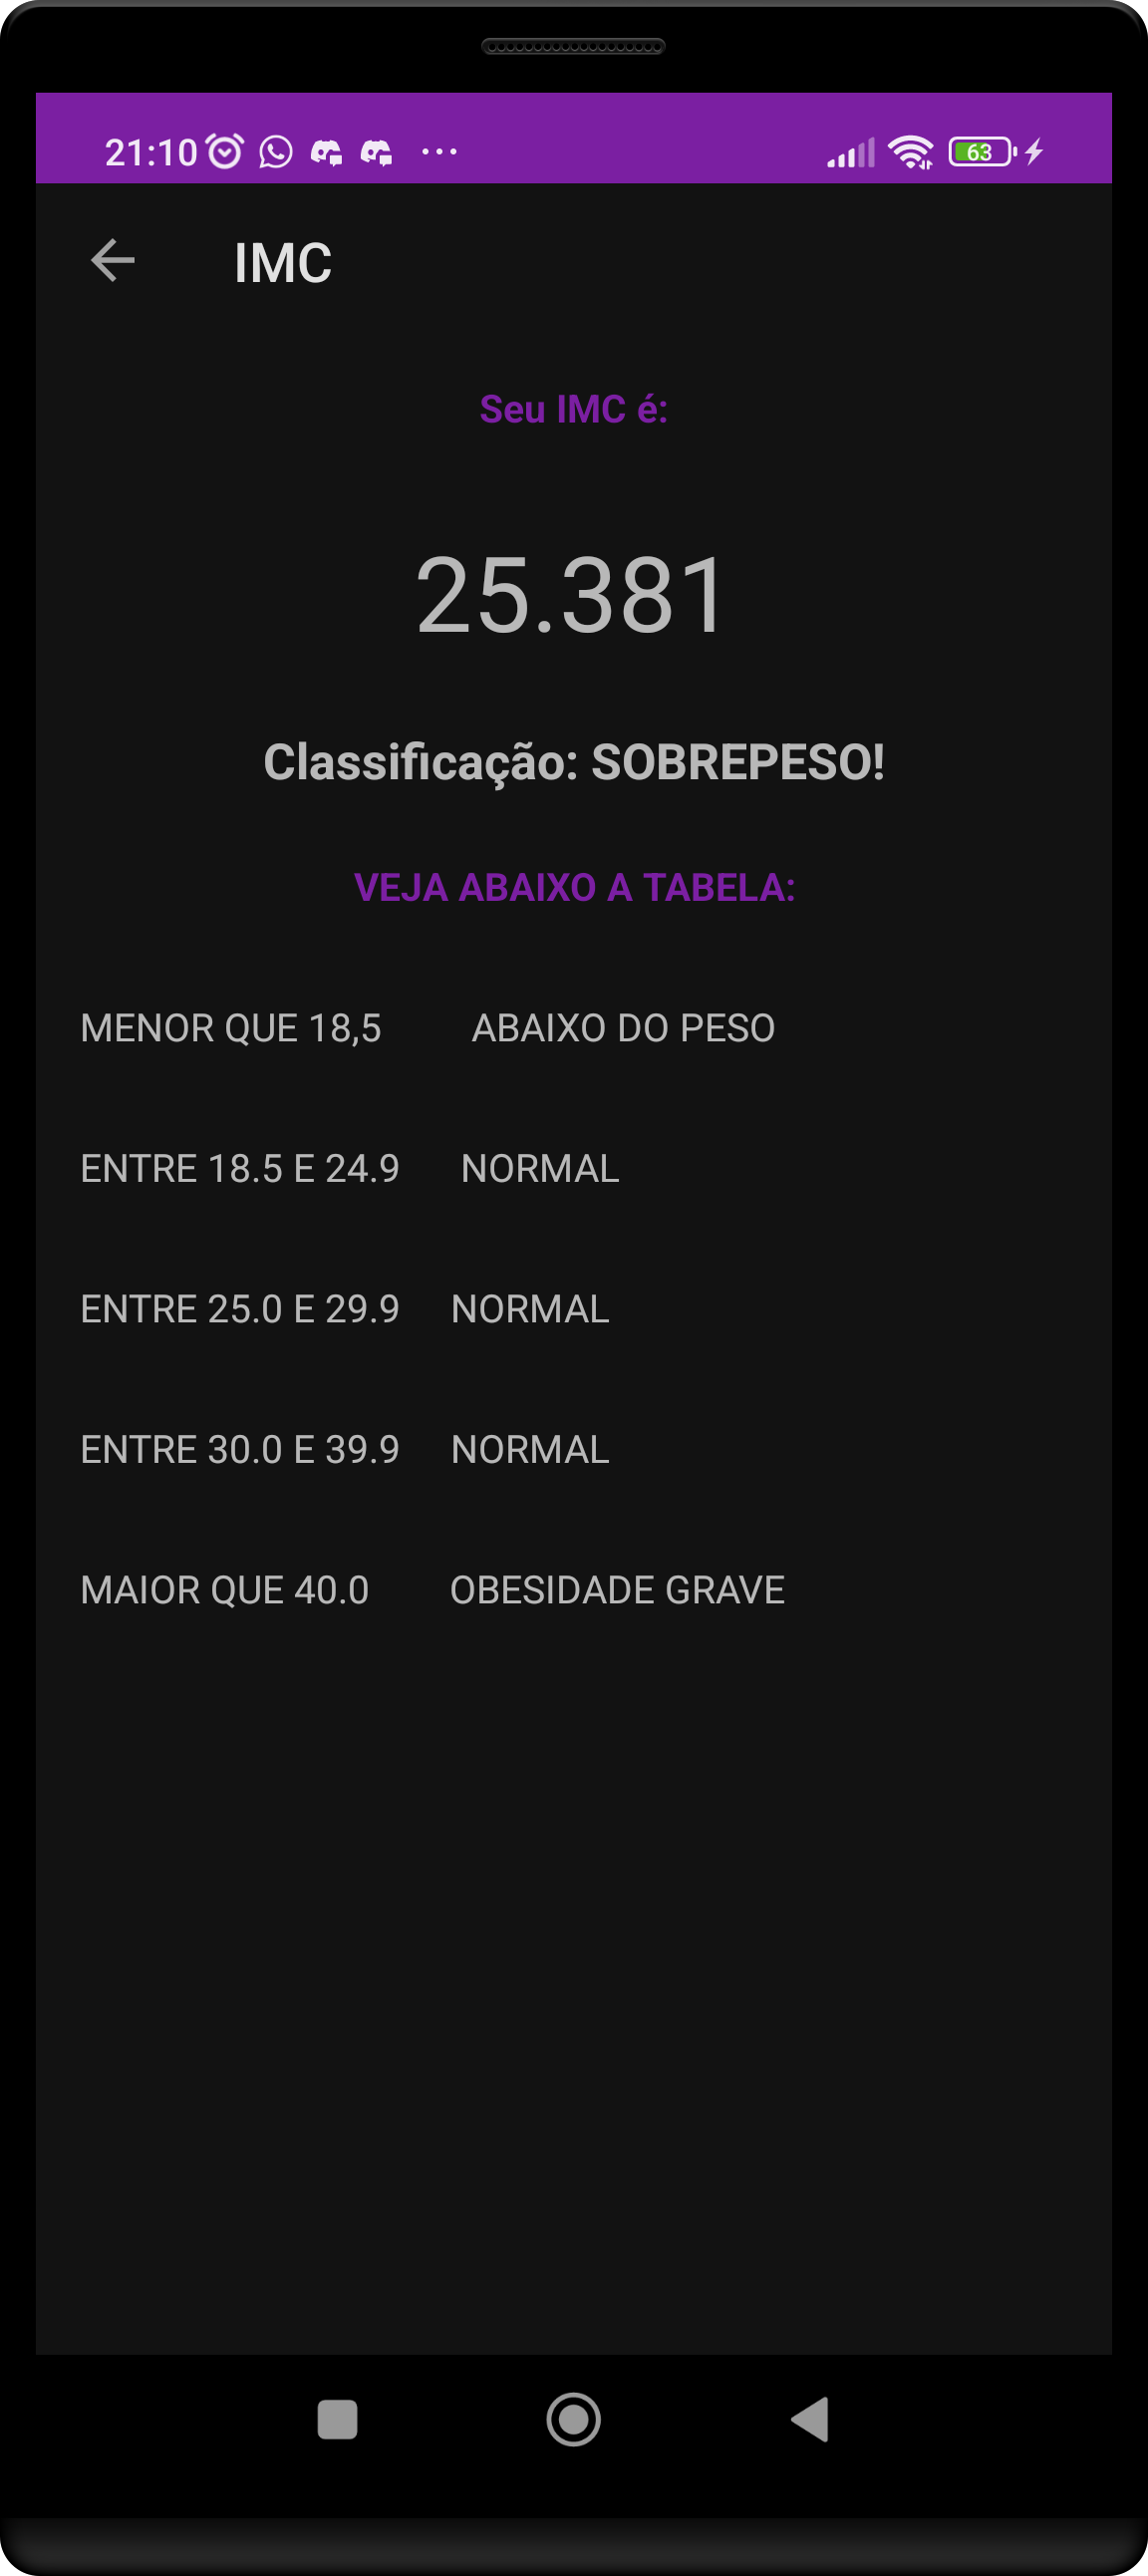 21:10 63
IMC
Seu IMC é:
25.381
Classificação: SOBREPESO!
VEJA ABAIXO A TABELA:
MENOR QUE 18,5 ABAIXO DO PESO
ENTRE 18.5 E 24.9 NORMAL
ENTRE 25.0 E 29.9 NORMAL
ENTRE 30.0 E 39.9 NORMAL
MAIOR QUE 40.0 OBESIDADE GRAVE